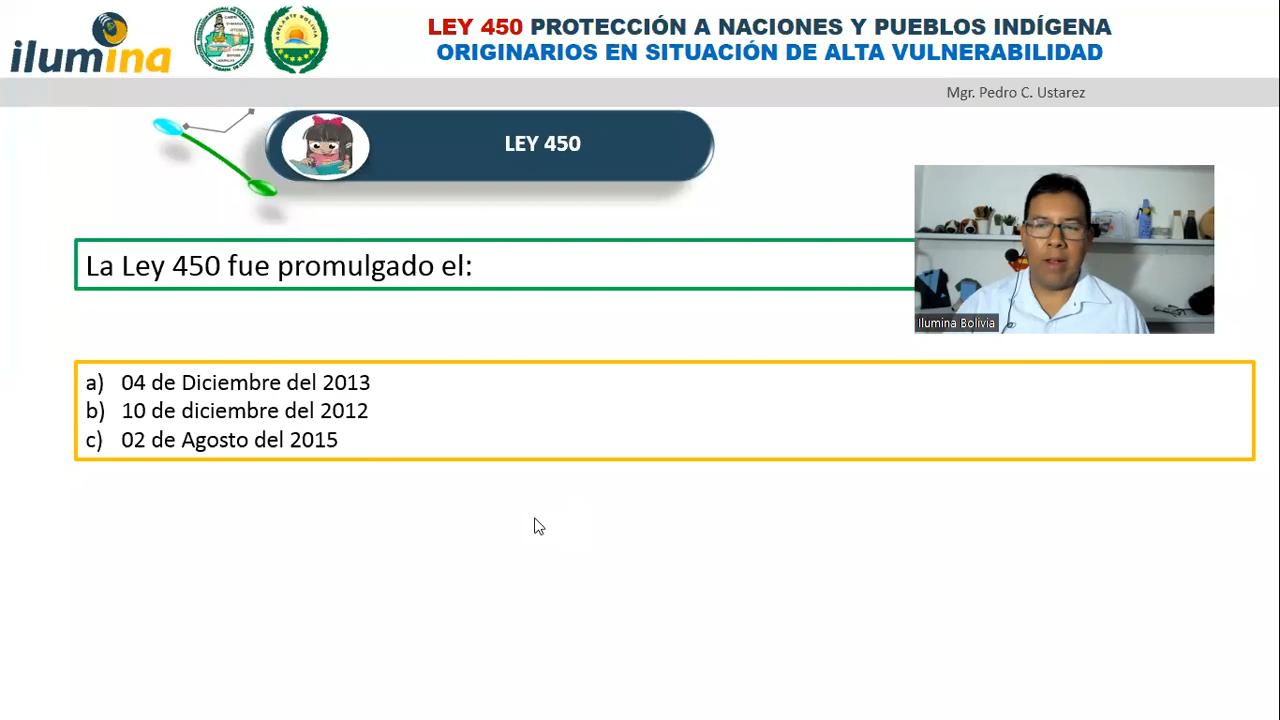 ilumina
LEY 450 PROTECCIÓN A NACIONES Y PUEBLOS INDÍGENA
ORIGINARIOS EN SITUACIÓN DE ALTA VULNERABILIDAD
Mgr. Pedro C. Ustarez
LEY 450
La Ley 450 fue promulgado el:
Ilumina Bolivia
a) 04 de Diciembre del 2013
b) 10 de diciembre del 2012
c) 02 de Agosto del 2015